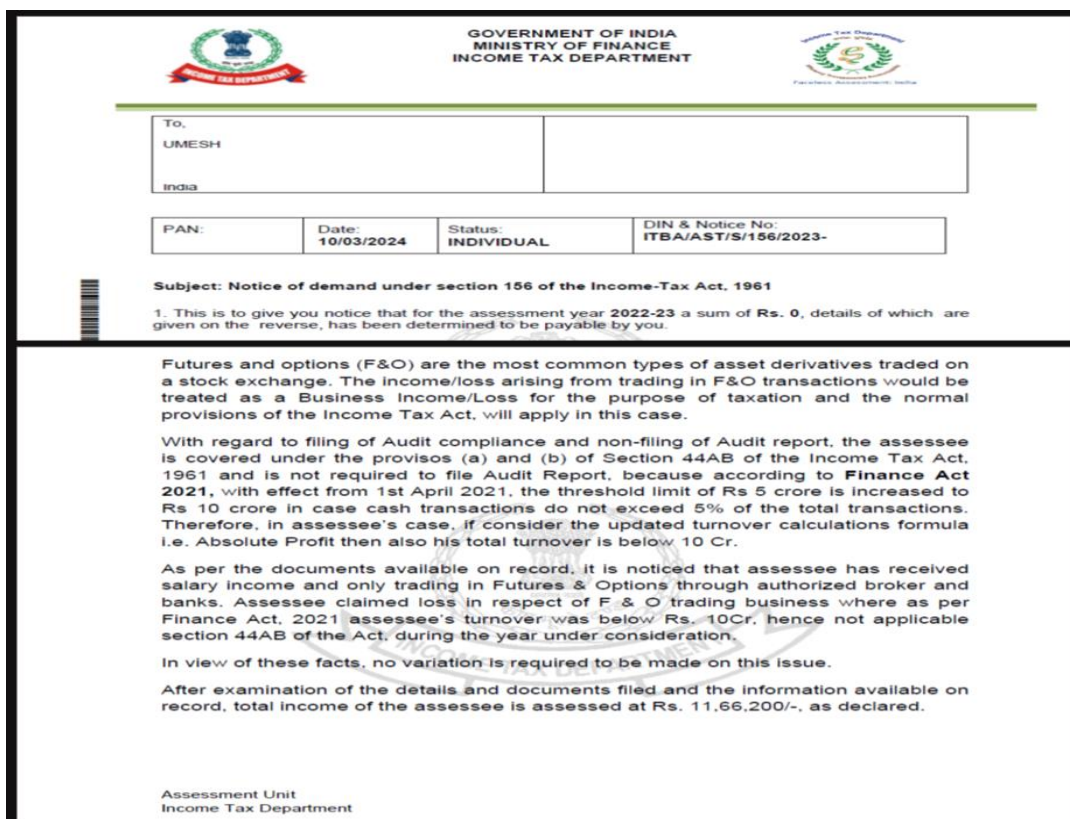 GOVERNMENT OF INDIA
MINISTRY OF FINANCE
INCOME TAX DEPARTMENT
INCOME TAX DEPARTMENT
Income Tax Department
Faceless Assessment: India
To,
UMESH
India
PAN:
Date:
10/03/2024
Status:
INDIVIDUAL
DIN & Notice No:
ITBA/AST/S/156/2023-
Subject: Notice of demand under section 156 of the Income-Tax Act, 1961
1. This is to give you notice that for the assessment year 2022-23 a sum of Rs. 0, details of which are
given on the reverse, has been determined to be payable by you.
Futures and options (F&O) are the most common types of asset derivatives traded on
a stock exchange. The income/loss arising from trading in F&O transactions would be
treated as a Business Income/Loss for the purpose of taxation and the normal
provisions of the Income Tax Act, will apply in this case.
With regard to filing of Audit compliance and non-filing of Audit report, the assessee
is covered under the provisos (a) and (b) of Section 44AB of the Income Tax Act,
1961 and is not required to file Audit Report, because according to Finance Act
2021, with effect from 1st April 2021, the threshold limit of Rs 5 crore is increased to
Rs 10 crore in case cash transactions do not exceed 5% of the total transactions.
Therefore, in assessee's case, if consider the updated turnover calculations formula
i.e. Absolute Profit then also his total turnover is below 10 Cr.
As per the documents available on record, it is noticed that assessee has received
salary income and only trading in Futures & Options through authorized broker and
banks. Assessee claimed loss in respect of F & O trading business where as per
Finance Act, 2021 assessee's turnover was below Rs. 10Cr, hence not applicable
section 44AB of the Act, during the year under consideration.
In view of these facts, no variation is required to be made on this issue.
INCOME TAX DEPARTMENT
After examination of the details and documents filed and the information available on
record, total income of the assessee is assessed at Rs. 11,66,200/-, as declared.
Assessment Unit
Income Tax Department